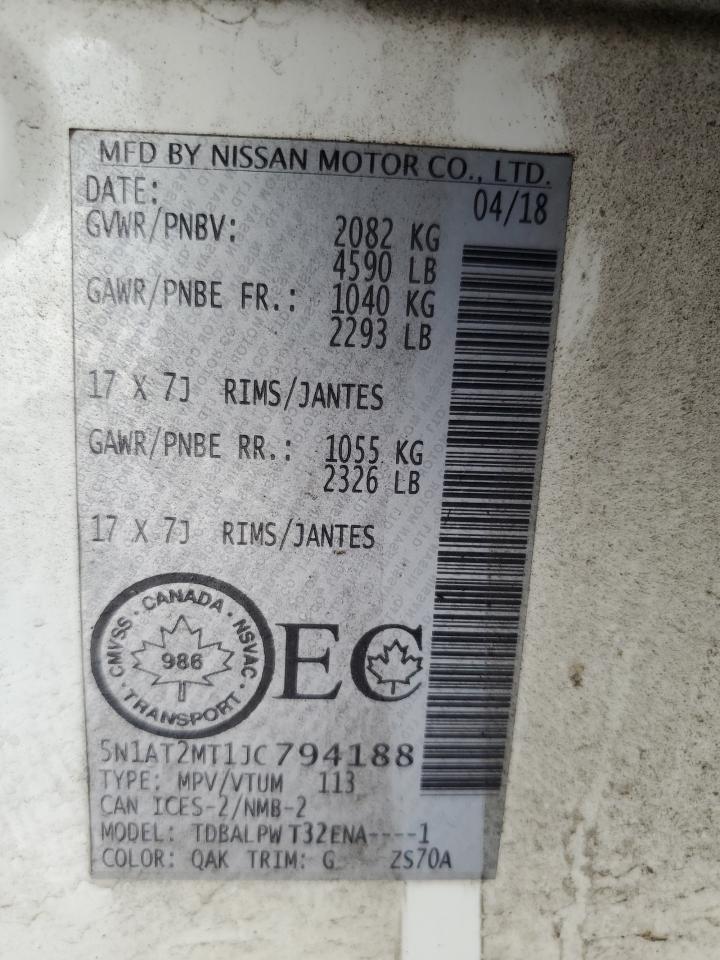 MFD BY NISSAN MOTOR CO., LTD.
DATE: 04/18
GVWR/PNBV: 2082 KG
4590 LB
GAWR/PNBE FR.: 1040 KG
2293 LB
17 X 7J RIMS/JANTES
GAWR/PNBE RR.: 1055 KG
2326 LB
17 X 7J RIMS/JANTES
CANADA · NSVAC · TRANSPORT · CMVSS ·
986
EC
5N1AT2MT1JC794188
TYPE: MPV/VTUM 113
CAN ICES-2/NMB-2
MODEL: TDBALPW T32ENA----1
COLOR: QAK TRIM: G ZS70A